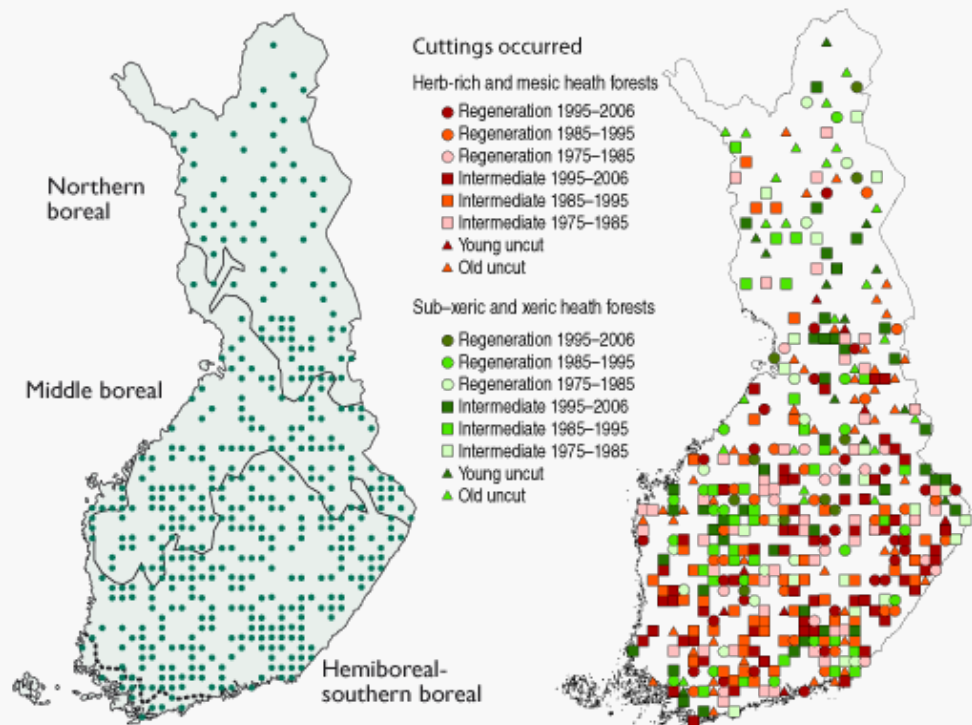 Northern
boreal
Middle boreal
Hemiboreal-
southern boreal
Cuttings occurred
Herb-rich and mesic heath forests
Regeneration 1995–2006
Regeneration 1985–1995
Regeneration 1975–1985
Intermediate 1995–2006
Intermediate 1985–1995
Intermediate 1975–1985
Young uncut
Old uncut
Sub–xeric and xeric heath forests
Regeneration 1995–2006
Regeneration 1985–1995
Regeneration 1975–1985
Intermediate 1995–2006
Intermediate 1985–1995
Intermediate 1975–1985
Young uncut
Old uncut